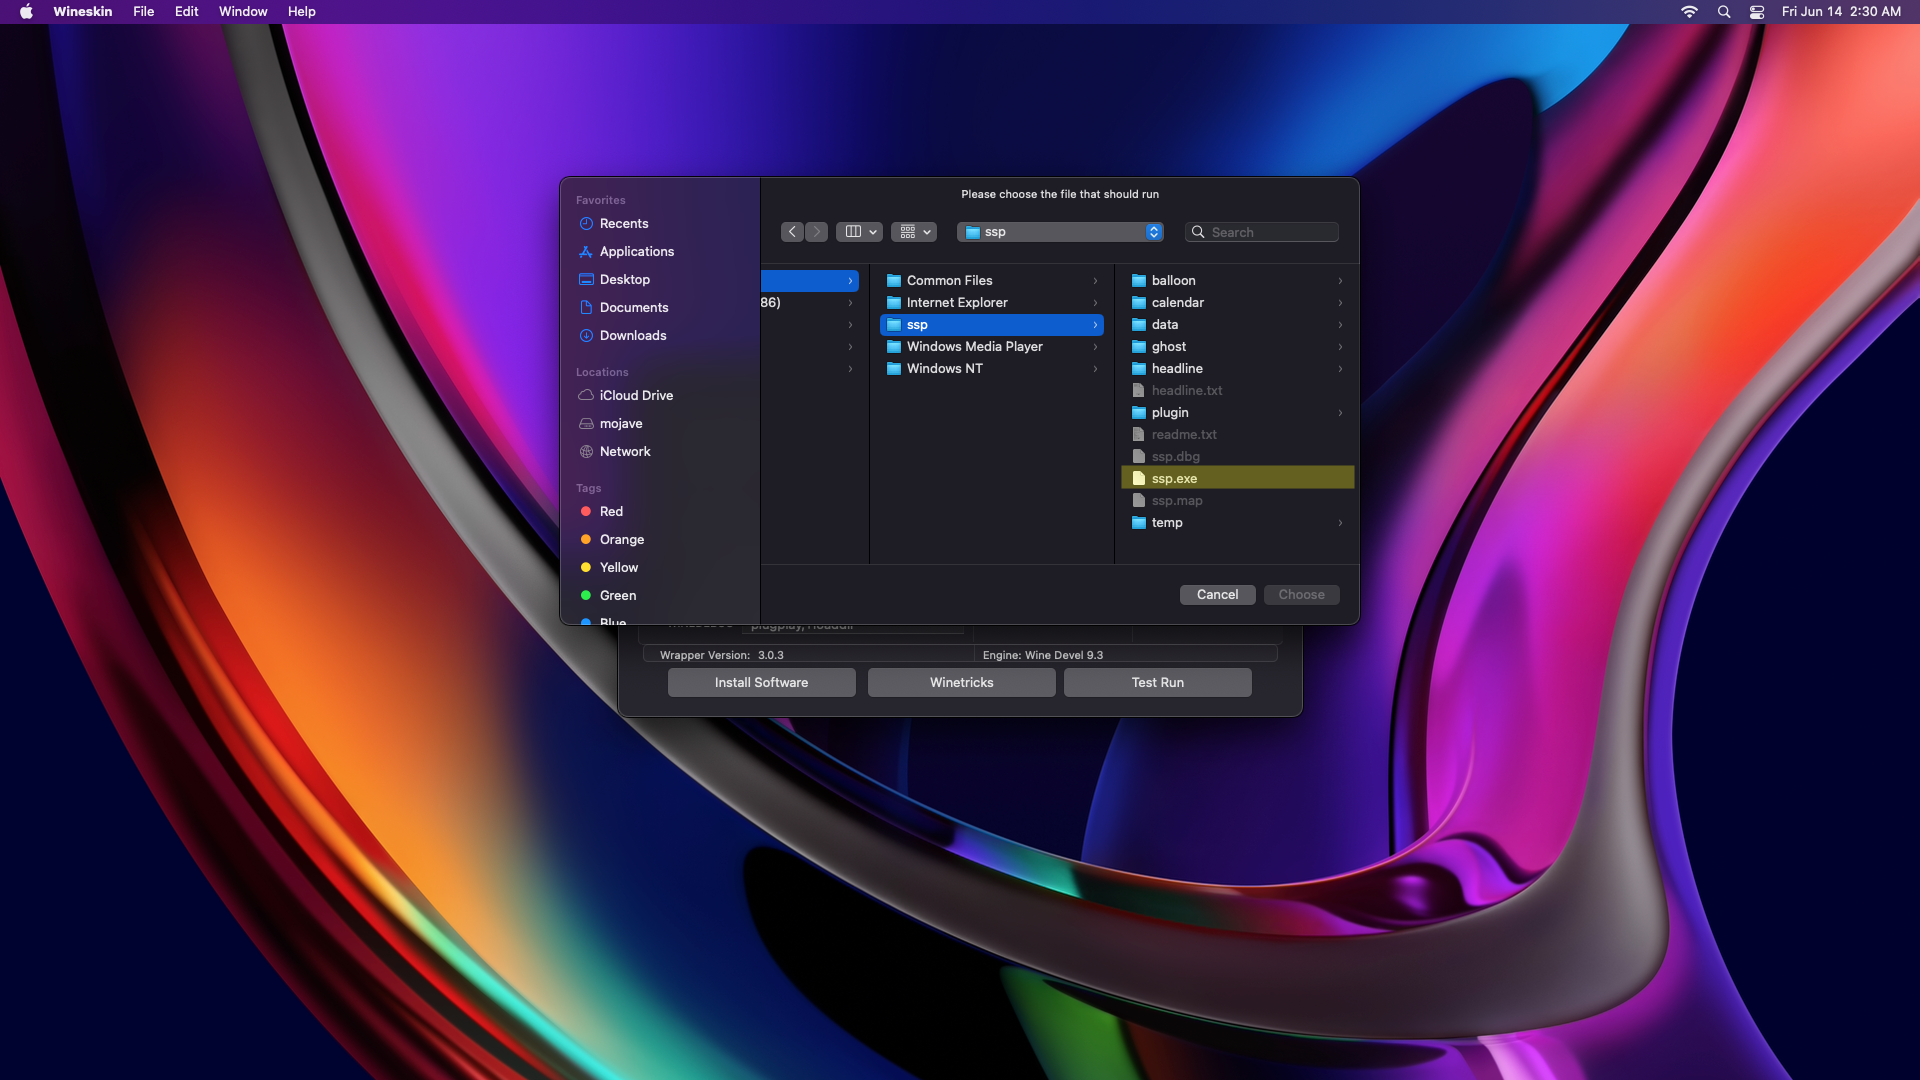 Wineskin File Edit Window Help Fri Jun 14 2:30 AM
Please choose the file that should run
ssp
Search
Favorites
Recents
Applications
Desktop
Documents
Downloads
Locations
iCloud Drive
mojave
Network
Tags
Red
Orange
Yellow
Green
Blue
86)
Common Files
Internet Explorer
ssp
Windows Media Player
Windows NT
balloon
calendar
data
ghost
headline
headline.txt
plugin
readme.txt
ssp.dbg
ssp.exe
ssp.map
temp
Cancel Choose
Wrapper Version: 3.0.3 Engine: Wine Devel 9.3
Install Software Winetricks Test Run